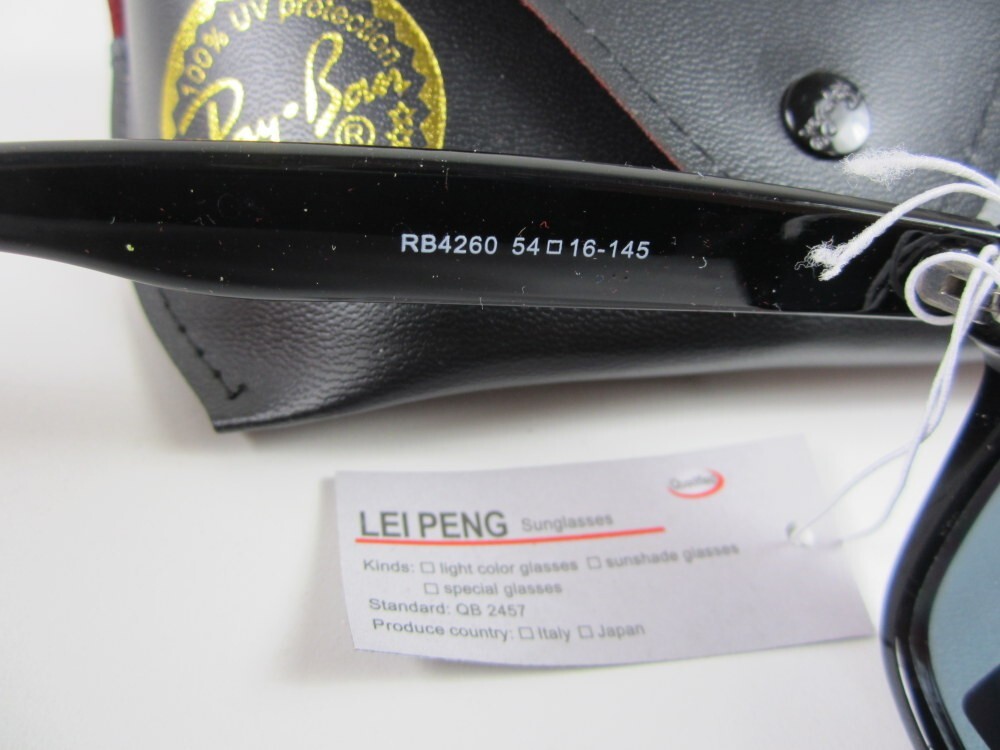 100% UV protection
Ray-Ban®
RB4260 54□16-145
Qualified
LEI PENG Sunglasses
Kinds: □ light color glasses □ sunshade glasses
□ special glasses
Standard: QB 2457
Produce country: □ Italy □ Japan